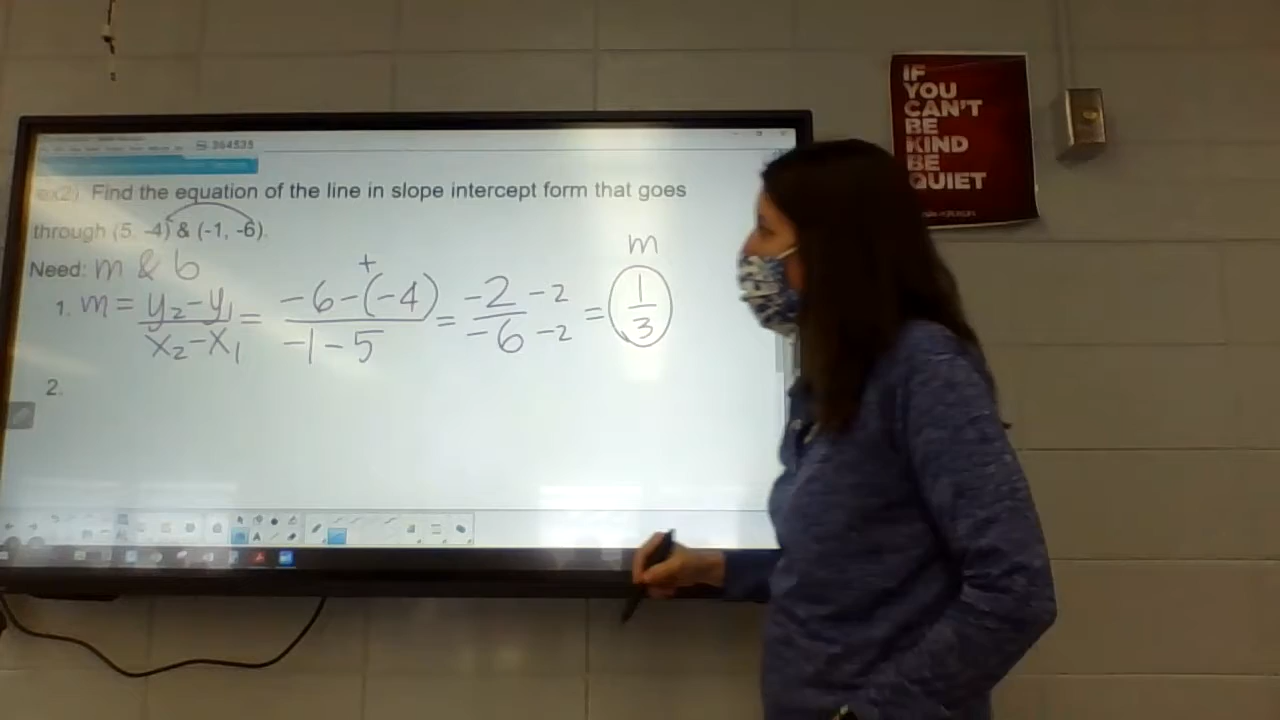 364535
ex2) Find the equation of the line in slope intercept form that goes
through (5, -4) & (-1, -6).
Need: m & b
1. m = y₂-y₁/x₂-x₁ = -6-(-4)/-1-5 = -2/-6 -2/-2 = 1/3
+
m
2.
IF
YOU
CAN'T
BE
KIND
BE
QUIET